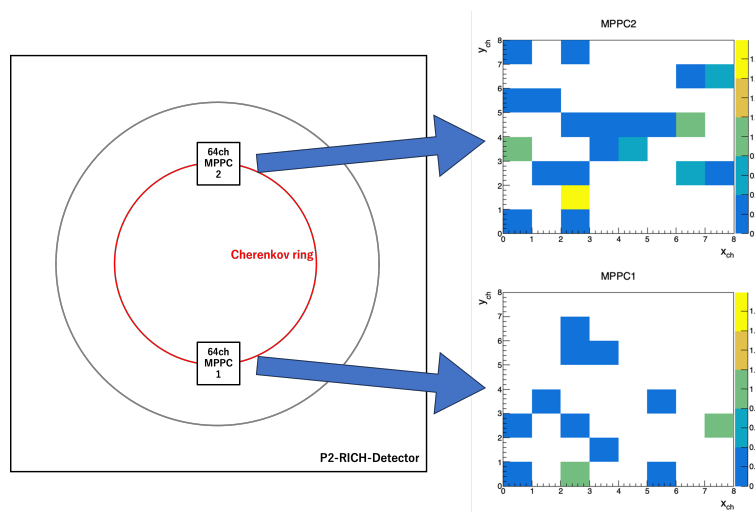 64ch
MPPC
2
Cherenkov ring
64ch
MPPC
1
P2-RICH-Detector
MPPC2
y_ch
8
7
6
5
4
3
2
1
0
0 1 2 3 4 5 6 7 8
x_ch
MPPC1
y_ch
8
7
6
5
4
3
2
1
0
0 1 2 3 4 5 6 7 8
x_ch